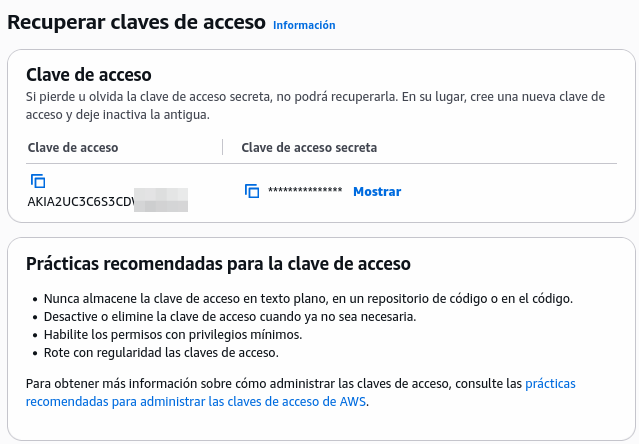 Recuperar claves de acceso Información
Clave de acceso
Si pierde u olvida la clave de acceso secreta, no podrá recuperarla. En su lugar, cree una nueva clave de
acceso y deje inactiva la antigua.
Clave de acceso
Clave de acceso secreta
AKIA2UC3C6S3CD
*************** Mostrar
Prácticas recomendadas para la clave de acceso
• Nunca almacene la clave de acceso en texto plano, en un repositorio de código o en el código.
• Desactive o elimine la clave de acceso cuando ya no sea necesaria.
• Habilite los permisos con privilegios mínimos.
• Rote con regularidad las claves de acceso.
Para obtener más información sobre cómo administrar las claves de acceso, consulte las prácticas
recomendadas para administrar las claves de acceso de AWS.